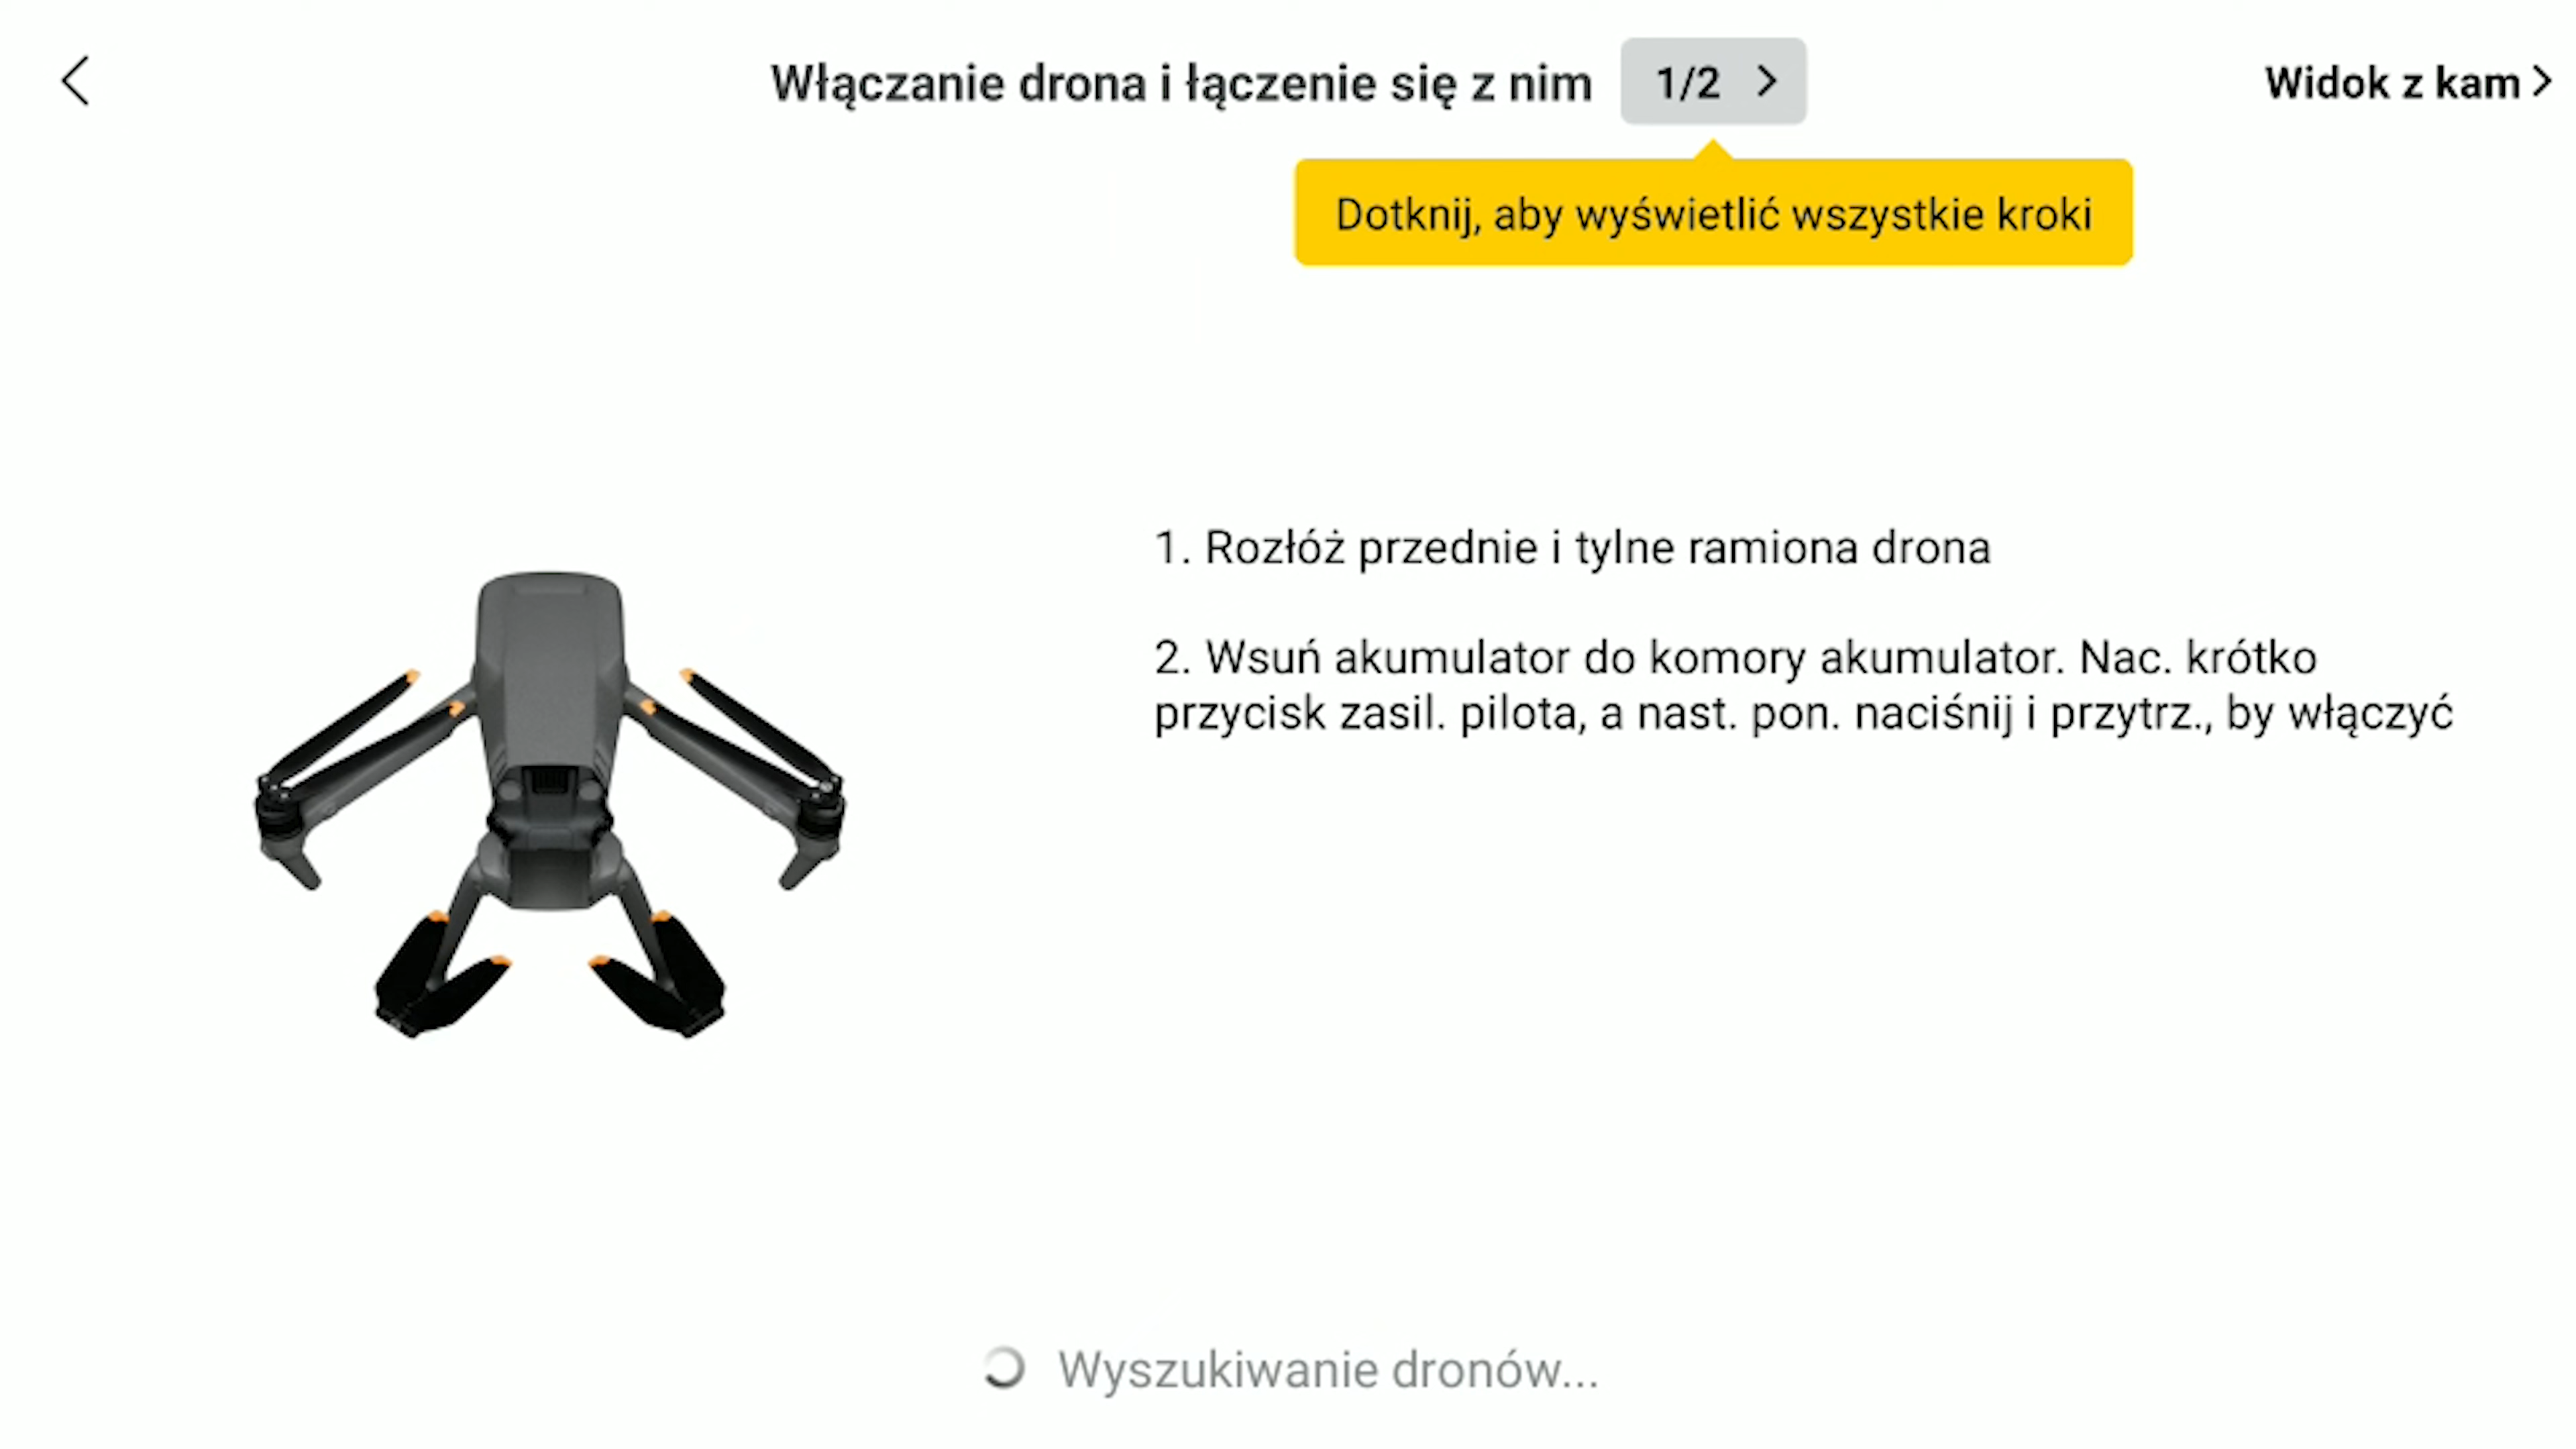 Włączanie drona i łączenie się z nim 1/2
Widok z kam
Dotknij, aby wyświetlić wszystkie kroki
1. Rozłóż przednie i tylne ramiona drona
2. Wsuń akumulator do komory akumulator. Nac. krótko
przycisk zasil. pilota, a nast. pon. naciśnij i przytrz., by włączyć
Wyszukiwanie dronów...